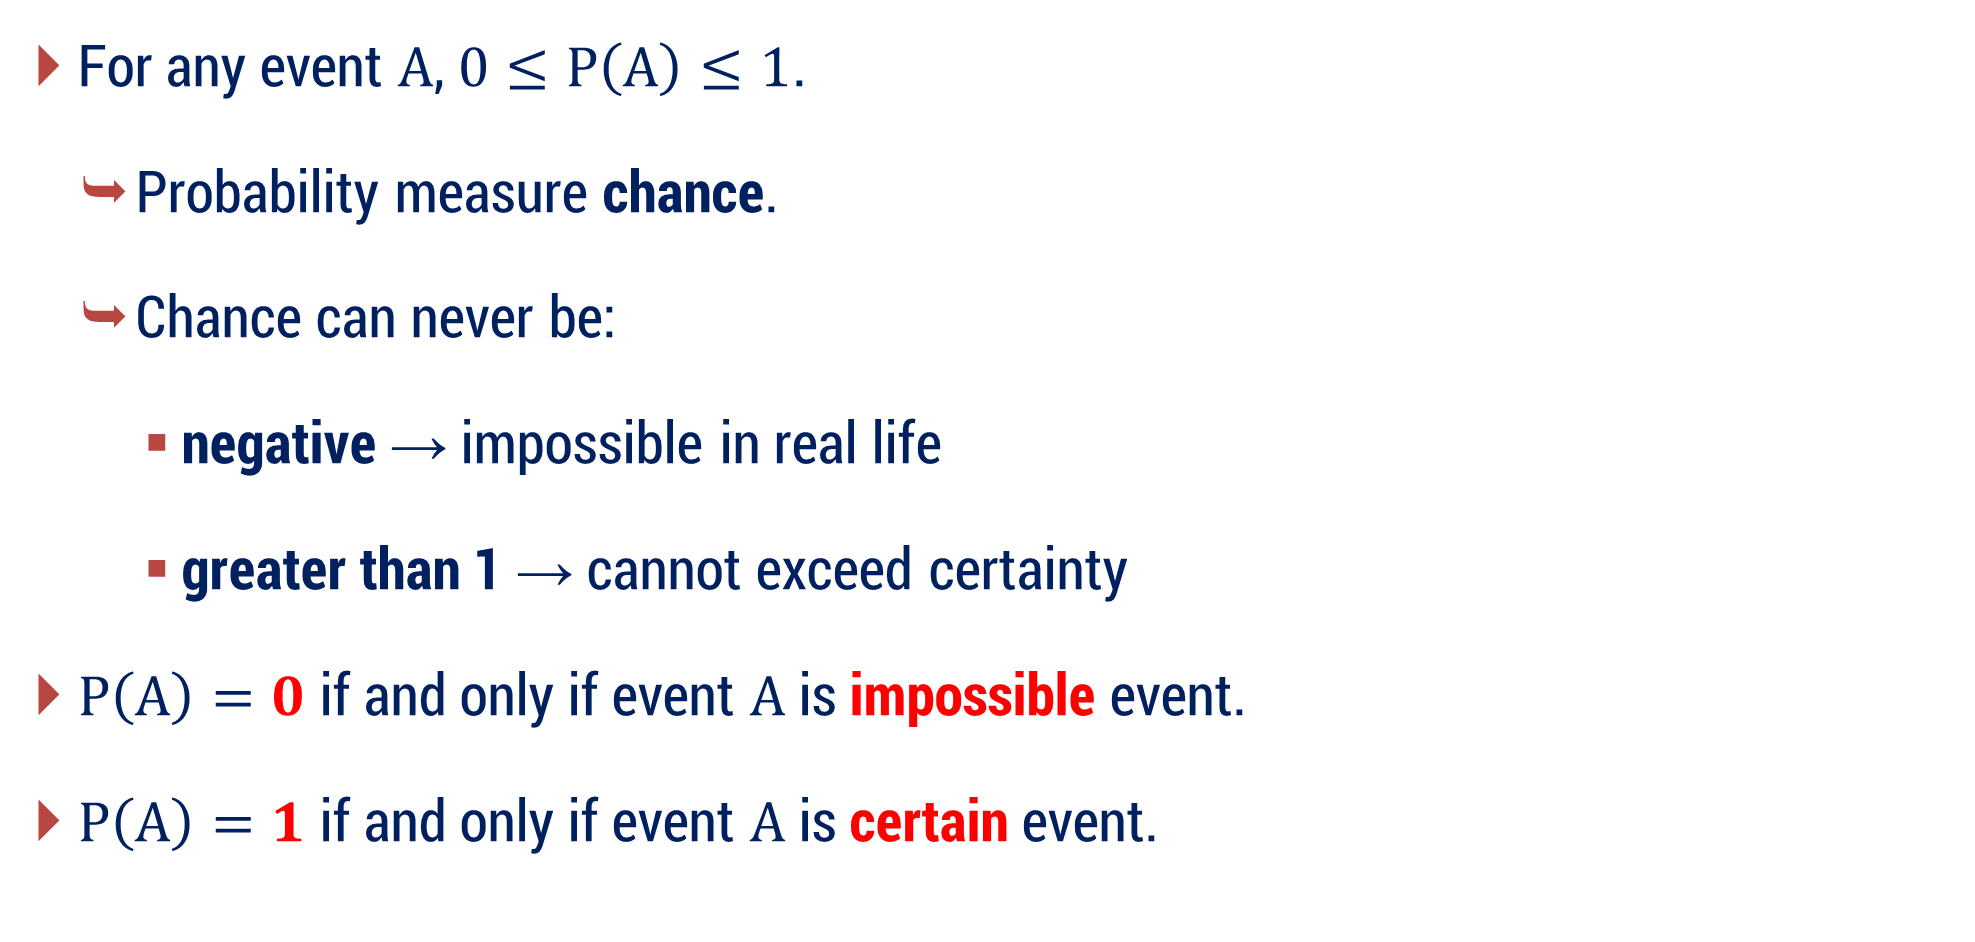 For any event A, 0 ≤ P(A) ≤ 1.
Probability measure chance.
Chance can never be:
negative → impossible in real life
greater than 1 → cannot exceed certainty
P(A) = 0 if and only if event A is impossible event.
P(A) = 1 if and only if event A is certain event.